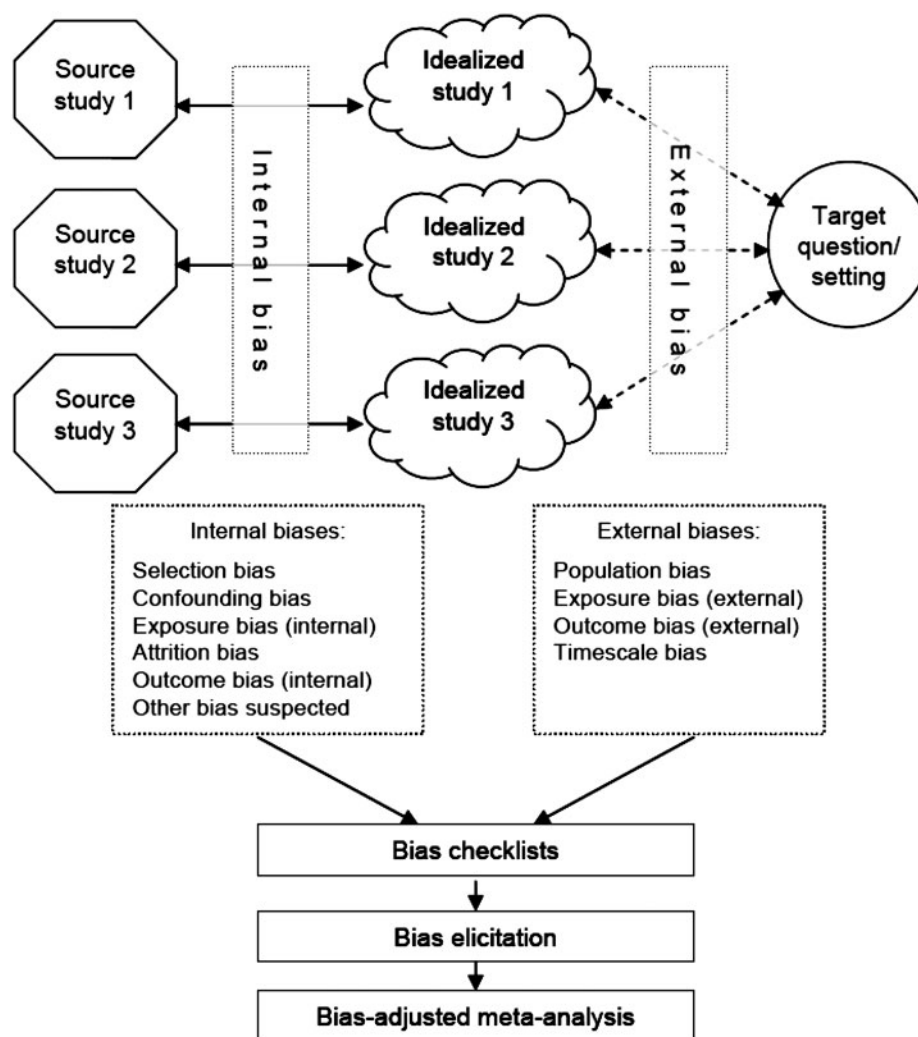 Source
study 1
Idealized
study 1
Internal bias
External bias
Source
study 2
Idealized
study 2
Target
question/
setting
Source
study 3
Idealized
study 3
Internal biases:
Selection bias
Confounding bias
Exposure bias (internal)
Attrition bias
Outcome bias (internal)
Other bias suspected
External biases:
Population bias
Exposure bias (external)
Outcome bias (external)
Timescale bias
Bias checklists
Bias elicitation
Bias-adjusted meta-analysis